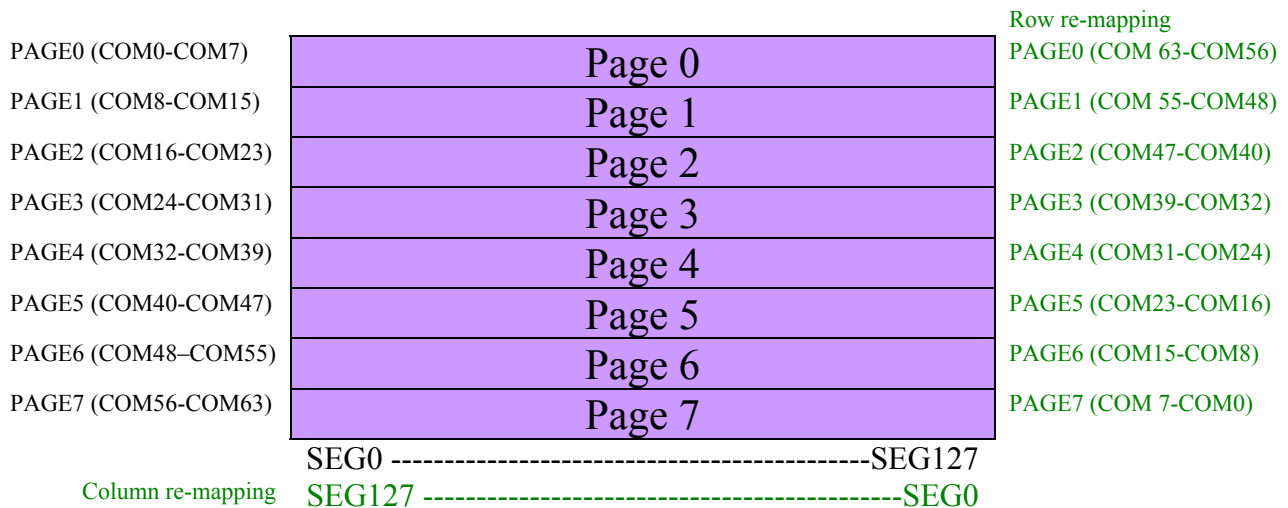 Row re-mapping
PAGE0 (COM0-COM7) Page 0 PAGE0 (COM 63-COM56)
PAGE1 (COM8-COM15) Page 1 PAGE1 (COM 55-COM48)
PAGE2 (COM16-COM23) Page 2 PAGE2 (COM47-COM40)
PAGE3 (COM24-COM31) Page 3 PAGE3 (COM39-COM32)
PAGE4 (COM32-COM39) Page 4 PAGE4 (COM31-COM24)
PAGE5 (COM40-COM47) Page 5 PAGE5 (COM23-COM16)
PAGE6 (COM48–COM55) Page 6 PAGE6 (COM15-COM8)
PAGE7 (COM56-COM63) Page 7 PAGE7 (COM 7-COM0)
SEG0 ---------------------------------------------SEG127
Column re-mapping SEG127 ---------------------------------------------SEG0